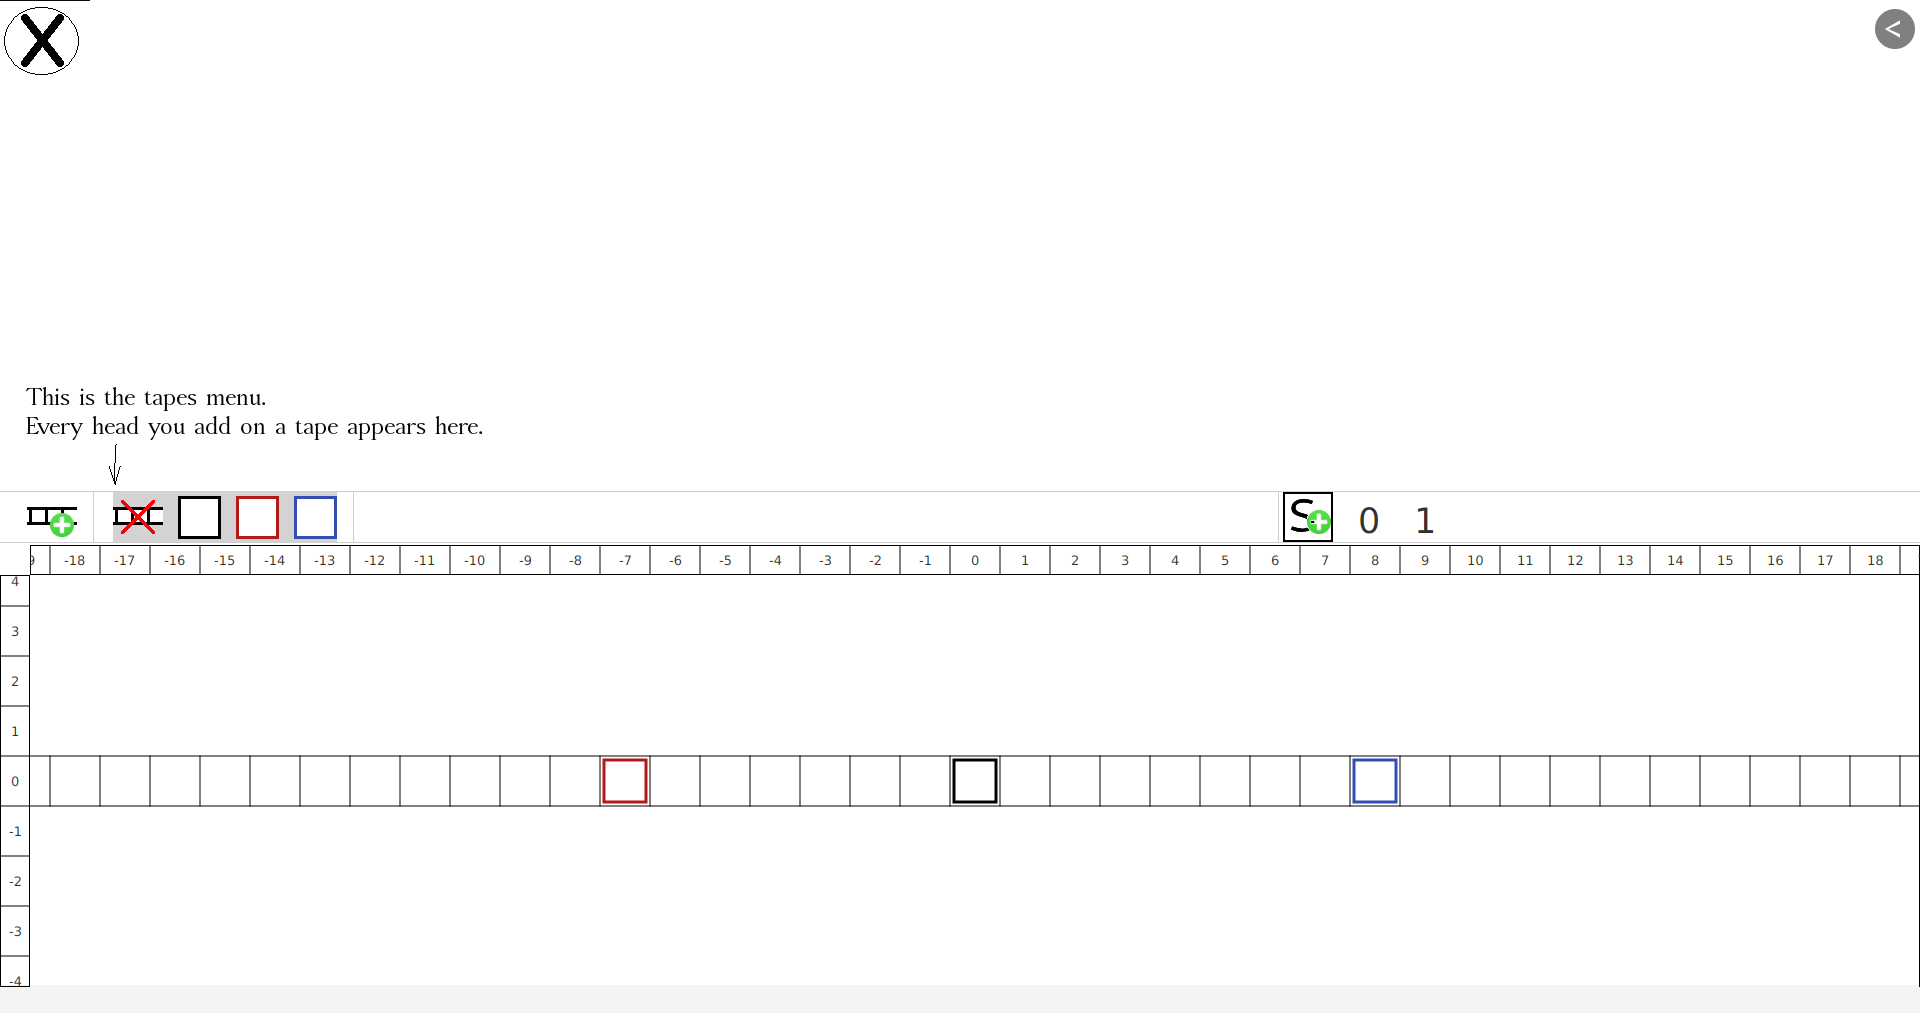 X
<
This is the tapes menu.
Every head you add on a tape appears here.
S 0 1
9 -18 -17 -16 -15 -14 -13 -12 -11 -10 -9 -8 -7 -6 -5 -4 -3 -2 -1 0 1 2 3 4 5 6 7 8 9 10 11 12 13 14 15 16 17 18
4
3
2
1
0
-1
-2
-3
-4